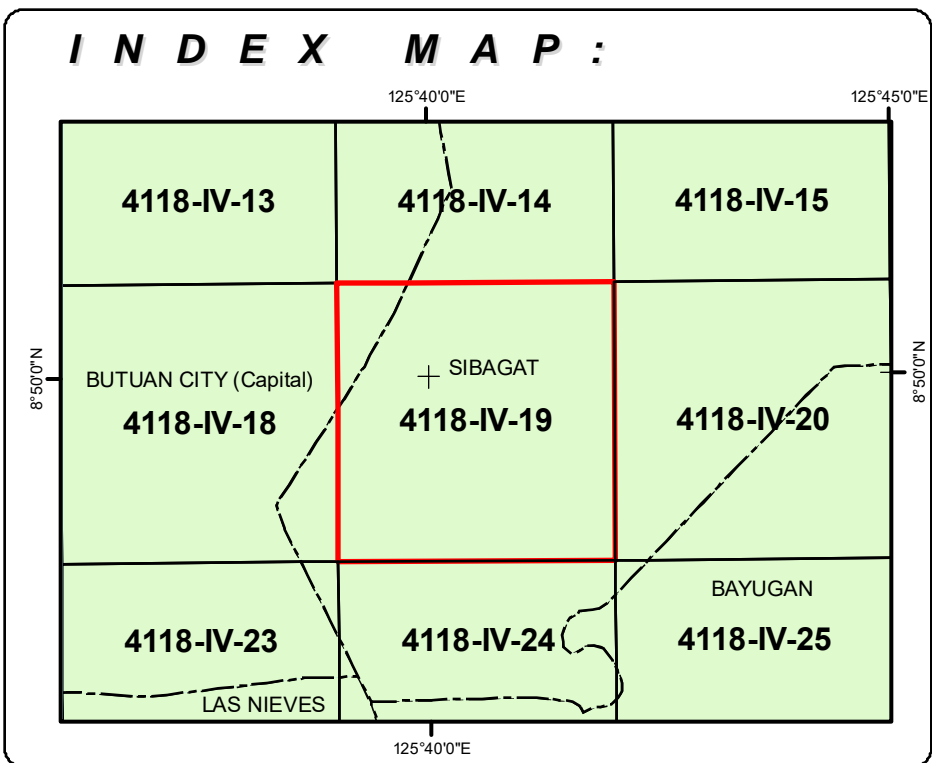 INDEX MAP:
125°40'0"E
125°45'0"E
4118-IV-13
4118-IV-14
4118-IV-15
8°50'0"N
BUTUAN CITY (Capital)
SIBAGAT
8°50'0"N
4118-IV-18
4118-IV-19
4118-IV-20
BAYUGAN
4118-IV-23
4118-IV-24
4118-IV-25
LAS NIEVES
125°40'0"E